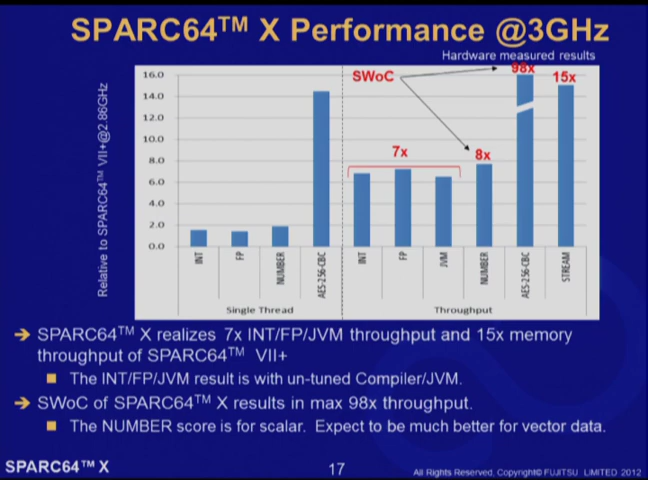 SPARC64™ X Performance @3GHz
Hardware measured results
Relative to SPARC64™ VII+@2.86GHz
16.0
14.0
12.0
10.0
8.0
6.0
4.0
2.0
0.0
SWoC
98x
15x
7x
8x
INT
FP
NUMBER
AES-256-CBC
INT
FP
JVM
NUMBER
AES-256-CBC
STREAM
Single Thread
Throughput
➔ SPARC64™ X realizes 7x INT/FP/JVM throughput and 15x memory
throughput of SPARC64™ VII+
■ The INT/FP/JVM result is with un-tuned Compiler/JVM.
➔ SWoC of SPARC64™ X results in max 98x throughput.
■ The NUMBER score is for scalar. Expect to be much better for vector data.
SPARC64™ X
17
All Rights Reserved, Copyright© FUJITSU LIMITED 2012